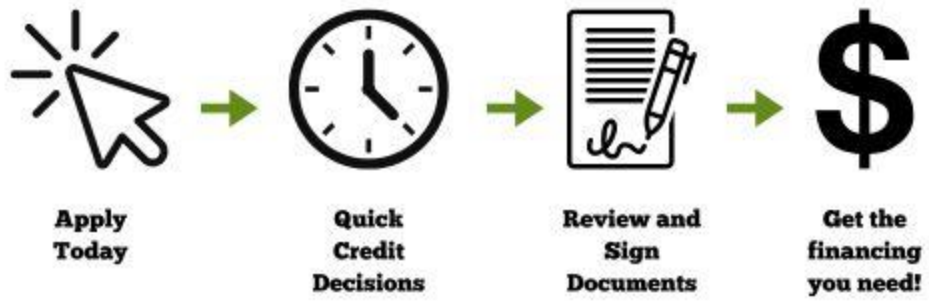 Apply
Today
Quick
Credit
Decisions
Review and
Sign
Documents
Get the
financing
you need!